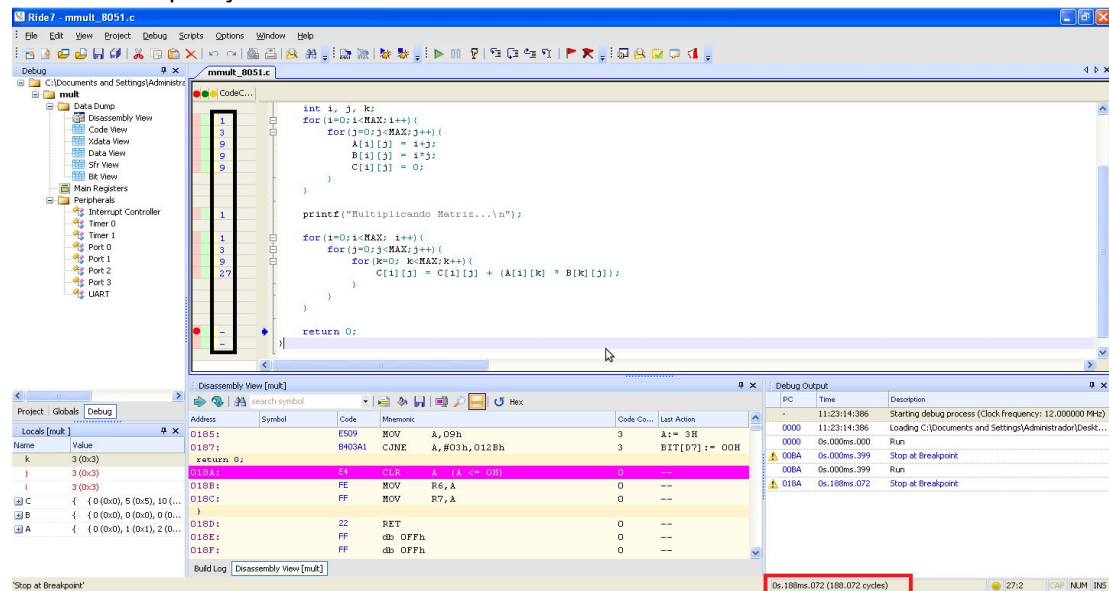 Ride7 - mmult_8051.c
File Edit View Project Debug Scripts Options Window Help
Debug
mmult_8051.c
C:\Documents and Settings\Administra
mult
Data Dump
Disassembly View
Code View
Xdata View
Data View
Sfr View
Bit View
Main Registers
Peripherals
Interrupt Controller
Timer 0
Timer 1
Port 0
Port 1
Port 2
Port 3
UART
CodeC...
int i, j, k;
1 for(i=0;i<MAX;i++){
3 for(j=0;j<MAX;j++){
9 A[i][j] = i+j;
9 B[i][j] = i*j;
9 C[i][j] = 0;
}
}
1 printf("Multiplicando Matriz...\n");
1 for(i=0;i<MAX; i++){
3 for(j=0;j<MAX;j++){
9 for(k=0; k<MAX;k++){
27 C[i][j] = C[i][j] + (A[i][k] * B[k][j]);
}
}
}
- return 0;
- }
Project Globals Debug
Locals [mult ]
Name Value
k 3 (0x3)
j 3 (0x3)
i 3 (0x3)
C { { 0 (0x0), 5 (0x5), 10 (...
B { { 0 (0x0), 0 (0x0), 0 (0...
A { { 0 (0x0), 1 (0x1), 2 (0...
Disassembly View [mult]
search symbol Hex
Address Symbol Code Mnemonic Code Co... Last Action
0185: E509 MOV A,09h 3 A:= 3H
0187: B403A1 CJNE A,#03h,012Bh 3 BIT[D7]:= 00H
return 0;
018A: E4 CLR A (A <= 0H) 0 --
018B: FE MOV R6,A 0 --
018C: FF MOV R7,A 0 --
}
018D: 22 RET 0 --
018E: FF db 0FFh 0 --
018F: FF db 0FFh 0 --
Build Log Disassembly View [mult]
Debug Output
PC Time Description
- 11:23:14:386 Starting debug process (Clock frequency: 12.000000 MHz)
0000 11:23:14:386 Loading C:\Documents and Settings\Administrador\Deskt...
0000 0s.000ms.000 Run
00BA 0s.000ms.399 Stop at Breakpoint
00BA 0s.000ms.399 Run
018A 0s.188ms.072 Stop at Breakpoint
'Stop at Breakpoint' 0s.188ms.072 (188.072 cycles) 27:2 CAP NUM INS